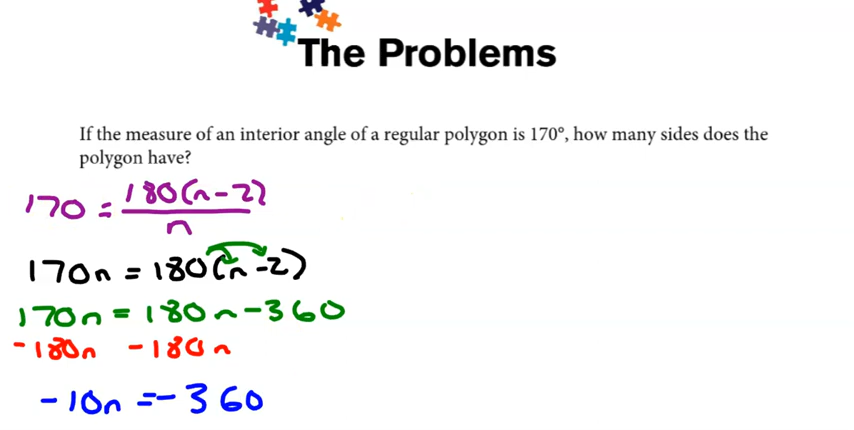 The Problems
If the measure of an interior angle of a regular polygon is 170°, how many sides does the
polygon have?
170 = 180(n-2)/n
170n = 180(n-2)
170n = 180n-360
-180n -180n
-10n =-360